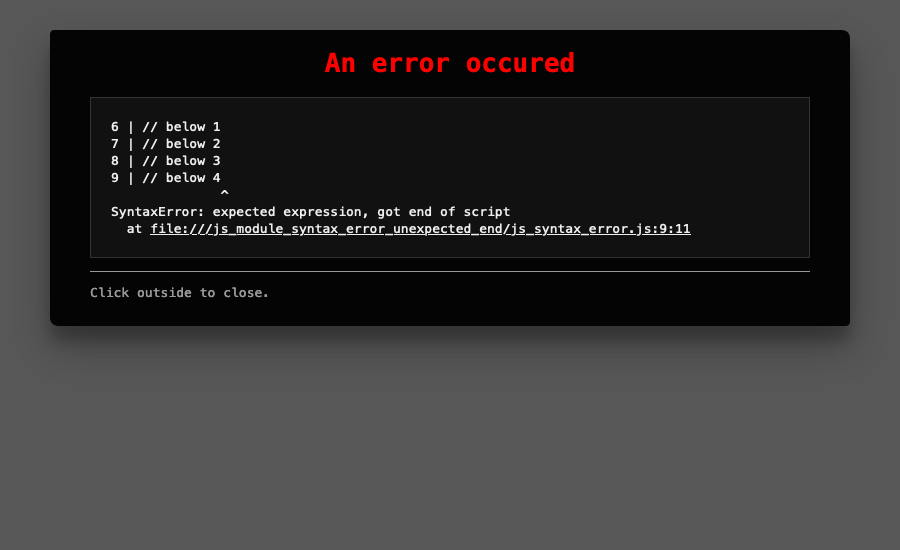 An error occured
6 | // below 1
7 | // below 2
8 | // below 3
9 | // below 4
^
SyntaxError: expected expression, got end of script
at file:///js_module_syntax_error_unexpected_end/js_syntax_error.js:9:11
Click outside to close.